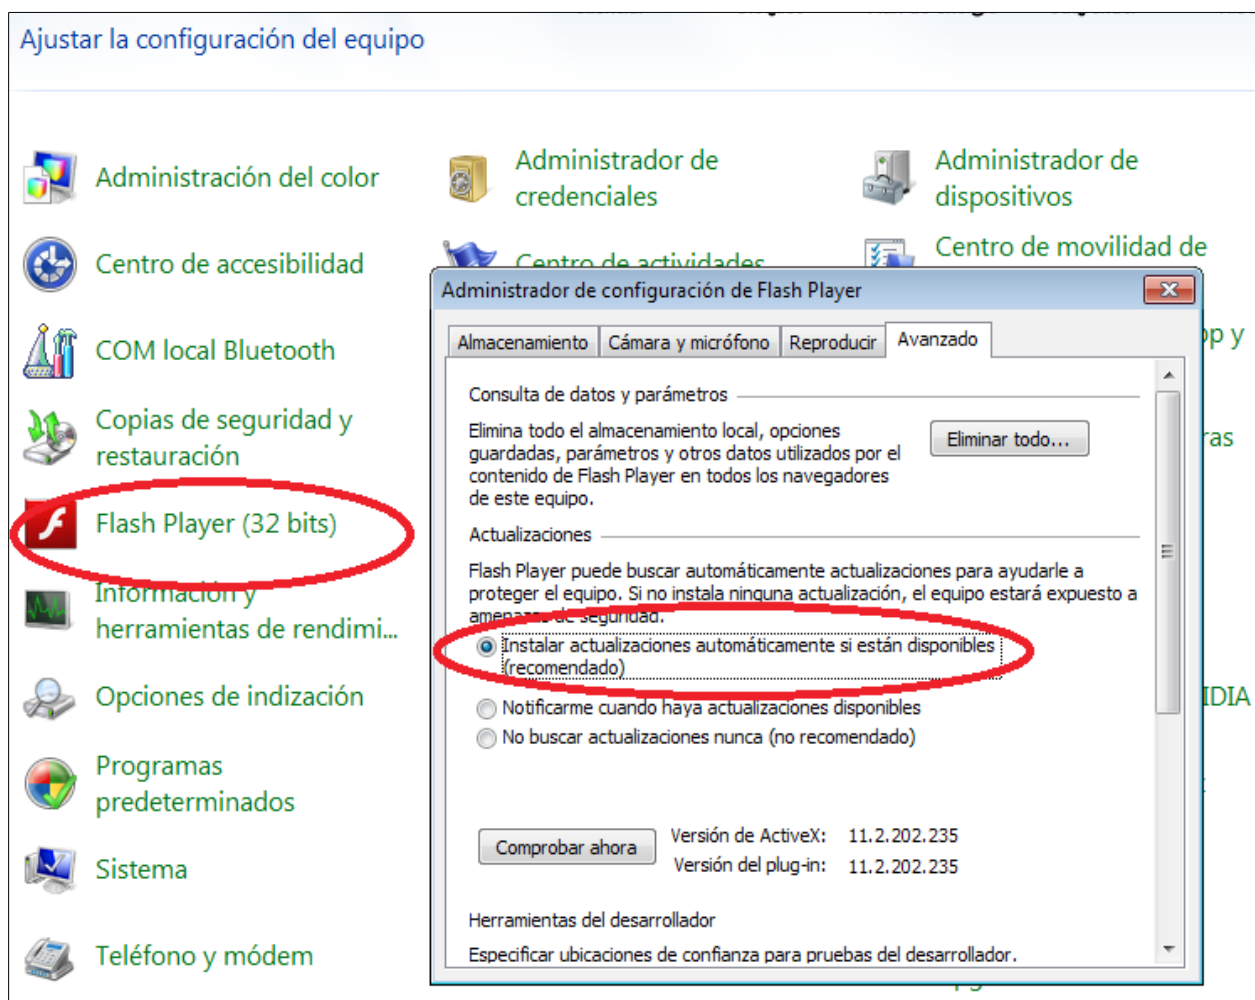 Ajustar la configuración del equipo
Administración del color
Administrador de
credenciales
Administrador de
dispositivos
Centro de accesibilidad
Centro de actividades
Centro de movilidad de
COM local Bluetooth
Copias de seguridad y
restauración
Flash Player (32 bits)
Información y
herramientas de rendimi...
Opciones de indización
Programas
predeterminados
Sistema
Teléfono y módem
Administrador de configuración de Flash Player
Almacenamiento
Cámara y micrófono
Reproducir
Avanzado
Consulta de datos y parámetros
Elimina todo el almacenamiento local, opciones
guardadas, parámetros y otros datos utilizados por el
contenido de Flash Player en todos los navegadores
de este equipo.
Eliminar todo...
Actualizaciones
Flash Player puede buscar automáticamente actualizaciones para ayudarle a
proteger el equipo. Si no instala ninguna actualización, el equipo estará expuesto a
amenazas de seguridad.
Instalar actualizaciones automáticamente si están disponibles
(recomendado)
Notificarme cuando haya actualizaciones disponibles
No buscar actualizaciones nunca (no recomendado)
Comprobar ahora
Versión de ActiveX: 11.2.202.235
Versión del plug-in: 11.2.202.235
Herramientas del desarrollador
Especificar ubicaciones de confianza para pruebas del desarrollador.